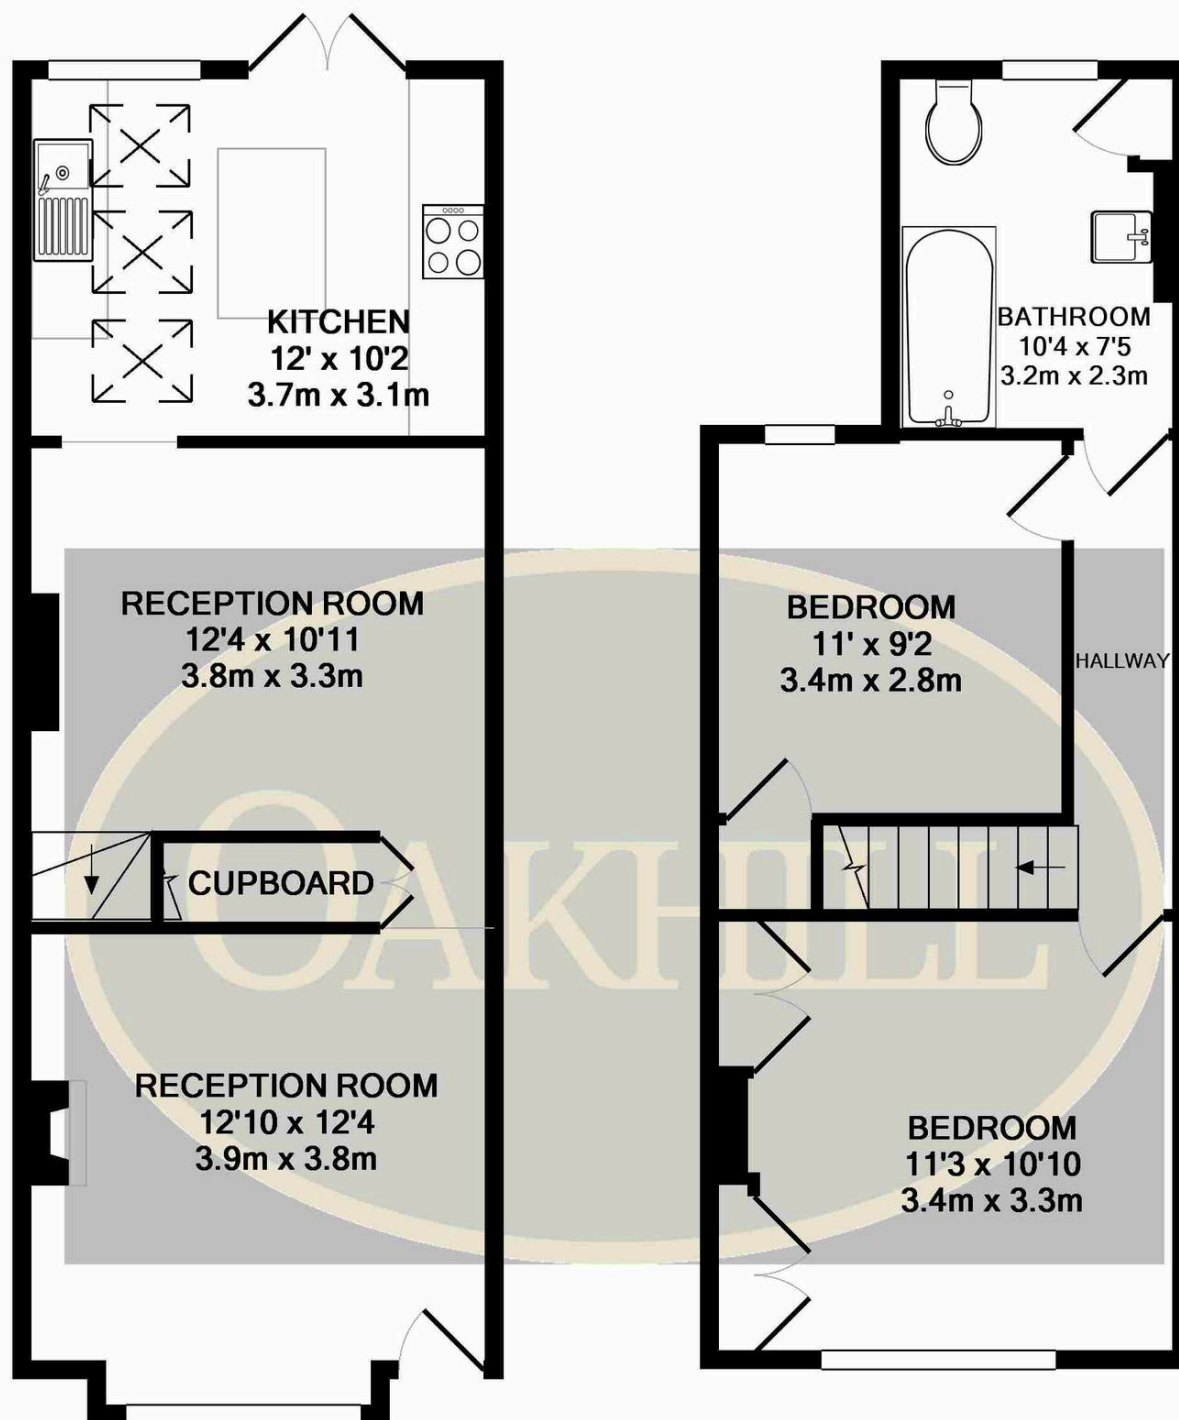 KITCHEN
12' x 10'2
3.7m x 3.1m
RECEPTION ROOM
12'4 x 10'11
3.8m x 3.3m
CUPBOARD
RECEPTION ROOM
12'10 x 12'4
3.9m x 3.8m
BATHROOM
10'4 x 7'5
3.2m x 2.3m
BEDROOM
11' x 9'2
3.4m x 2.8m
HALLWAY
BEDROOM
11'3 x 10'10
3.4m x 3.3m
OAKHILL